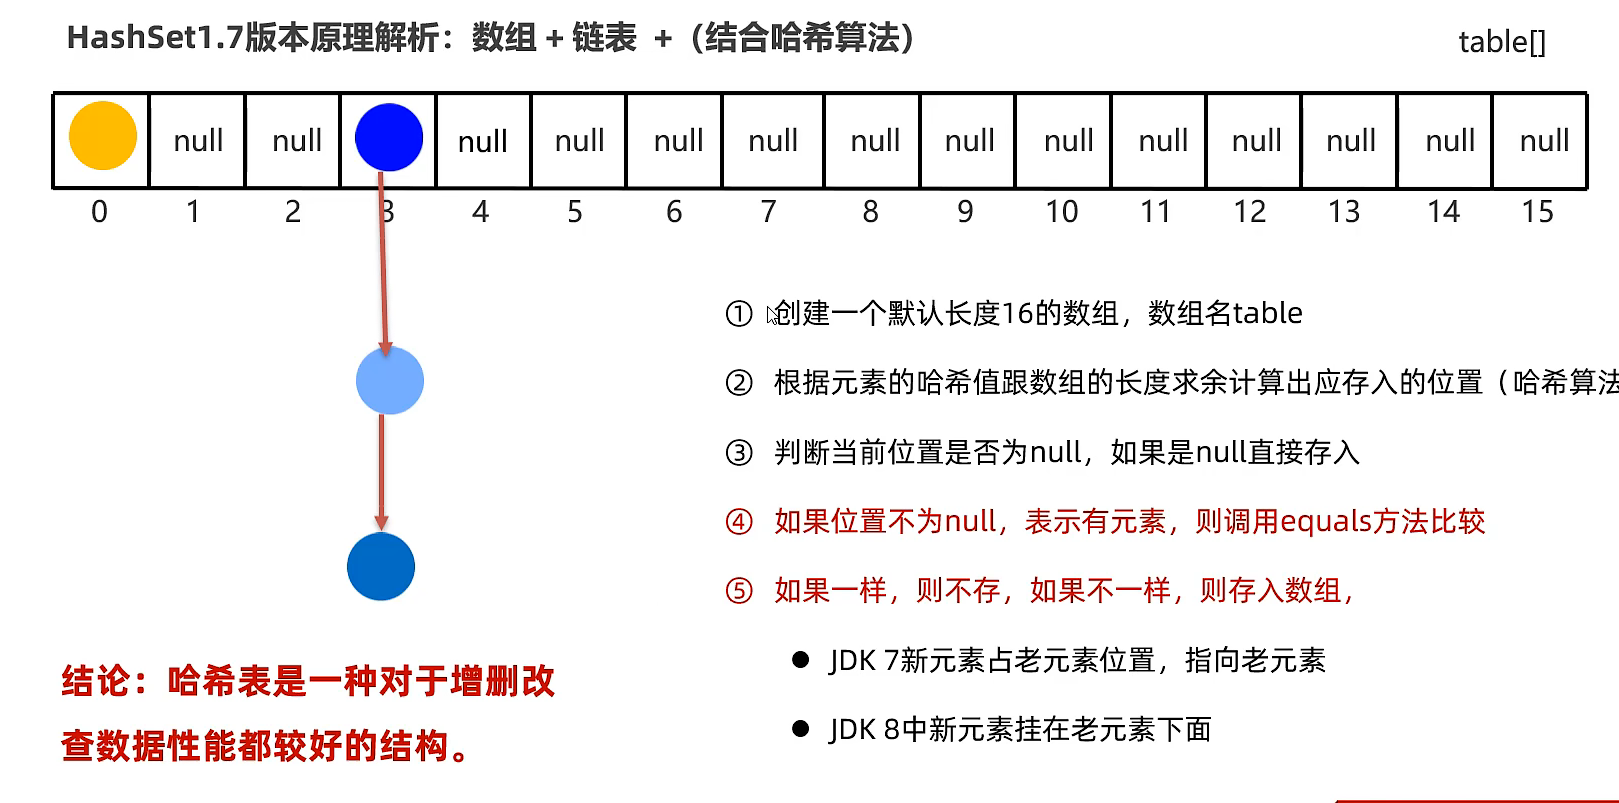 HashSet1.7版本原理解析：数组 + 链表 +（结合哈希算法）
table[]
null null null null null null null null null null null null null null
0 1 2 3 4 5 6 7 8 9 10 11 12 13 14 15
① 创建一个默认长度16的数组，数组名table
② 根据元素的哈希值跟数组的长度求余计算出应存入的位置（哈希算法
③ 判断当前位置是否为null，如果是null直接存入
④ 如果位置不为null，表示有元素，则调用equals方法比较
⑤ 如果一样，则不存，如果不一样，则存入数组，
● JDK 7新元素占老元素位置，指向老元素
● JDK 8中新元素挂在老元素下面
结论：哈希表是一种对于增删改
查数据性能都较好的结构。